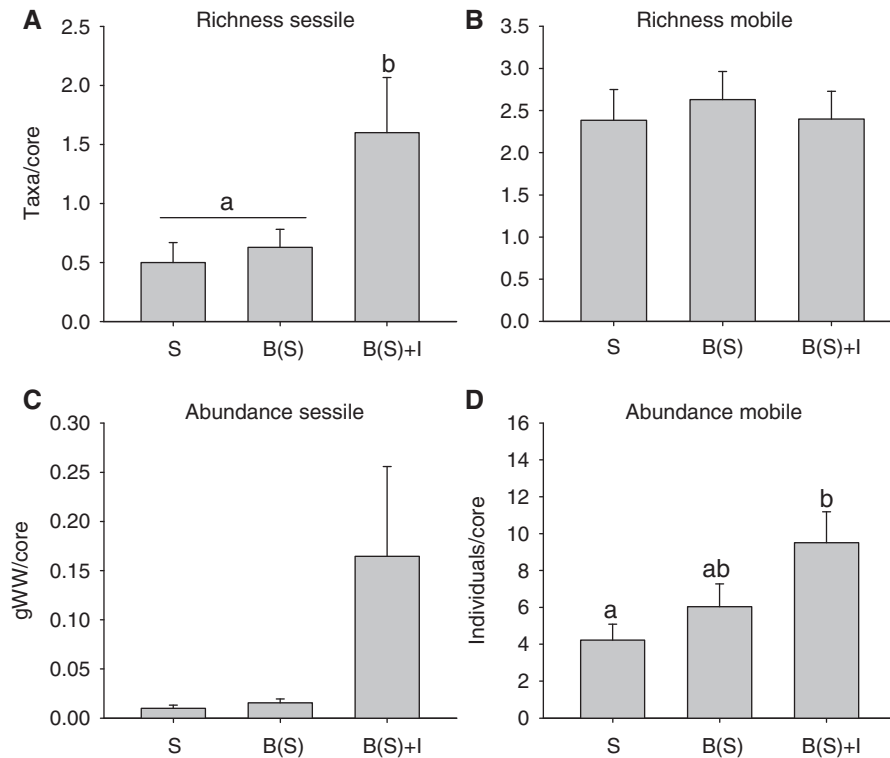 A
Richness sessile
Taxa/core
2.5
2.0
1.5
1.0
0.5
0.0
a
b
S
B(S)
B(S)+I
B
Richness mobile
3.5
3.0
2.5
2.0
1.5
1.0
0.5
0.0
S
B(S)
B(S)+I
C
Abundance sessile
gWW/core
0.30
0.25
0.20
0.15
0.10
0.05
0.00
S
B(S)
B(S)+I
D
Abundance mobile
Individuals/core
16
14
12
10
8
6
4
2
0
a
ab
b
S
B(S)
B(S)+I